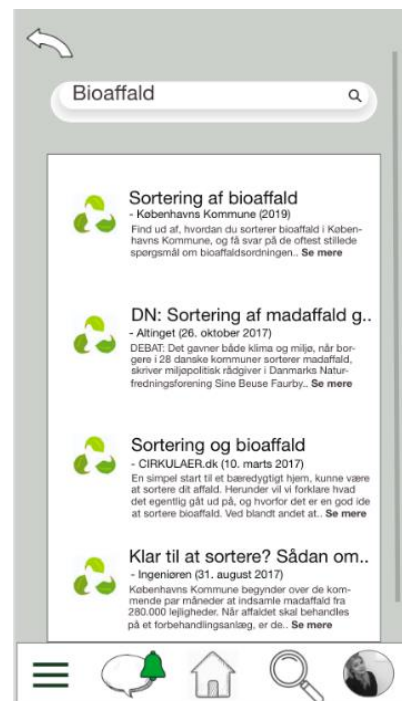 Bioaffald
Sortering af bioaffald
- Københavns Kommune (2019)
Find ud af, hvordan du sorterer bioaffald i Køben-
havns Kommune, og få svar på de oftest stillede
spørgsmål om bioaffaldsordningen.. Se mere
DN: Sortering af madaffald g..
- Altinget (26. oktober 2017)
DEBAT: Det gavner både klima og miljø, når bor-
gere i 28 danske kommuner sorterer madaffald,
skriver miljøpolitisk rådgiver i Danmarks Natur-
fredningsforening Sine Beuse Faurby.. Se mere
Sortering og bioaffald
- CIRKULAER.dk (10. marts 2017)
En simpel start til et bæredygtigt hjem, kunne være
at sortere dit affald. Herunder vil vi forklare hvad
det egentlig gåt ud på, og hvorfor det er en god ide
at sortere bioaffald. Ved blandt andet at.. Se mere
Klar til at sortere? Sådan om..
- Ingeniøren (31. august 2017)
Københavns Kommune begynder over de kom-
mende par måneder at indsamle madaffald fra
280.000 lejligheder. Når affaldet skal behandles
på et forbehandlingsanlæg, er de.. Se mere